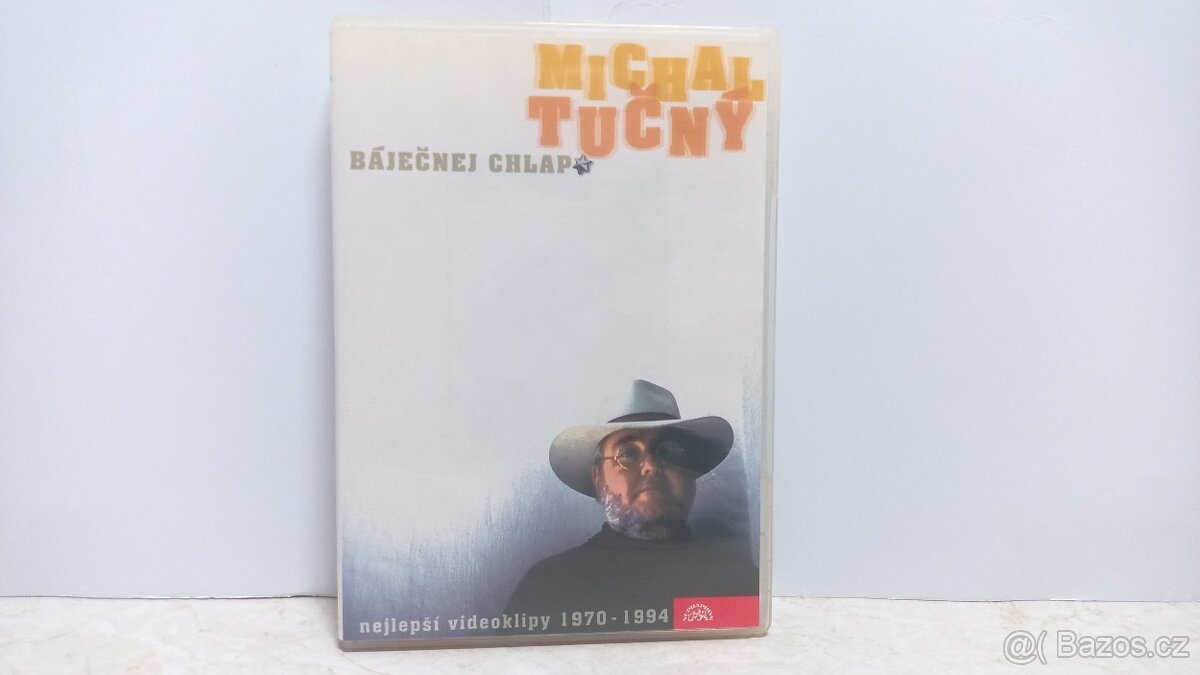 MICHAL
TUČNÝ
BÁJEČNEJ CHLAP
nejlepší videoklipy 1970 - 1994
@( Bazos.cz